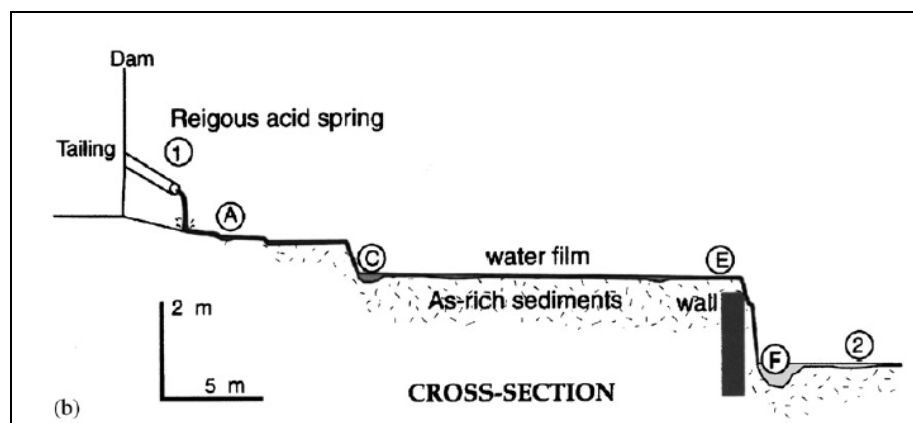 Dam
Reigous acid spring
Tailing
1
A
C
water film
E
As-rich sediments
wall
2 m
5 m
F
2
CROSS-SECTION
(b)